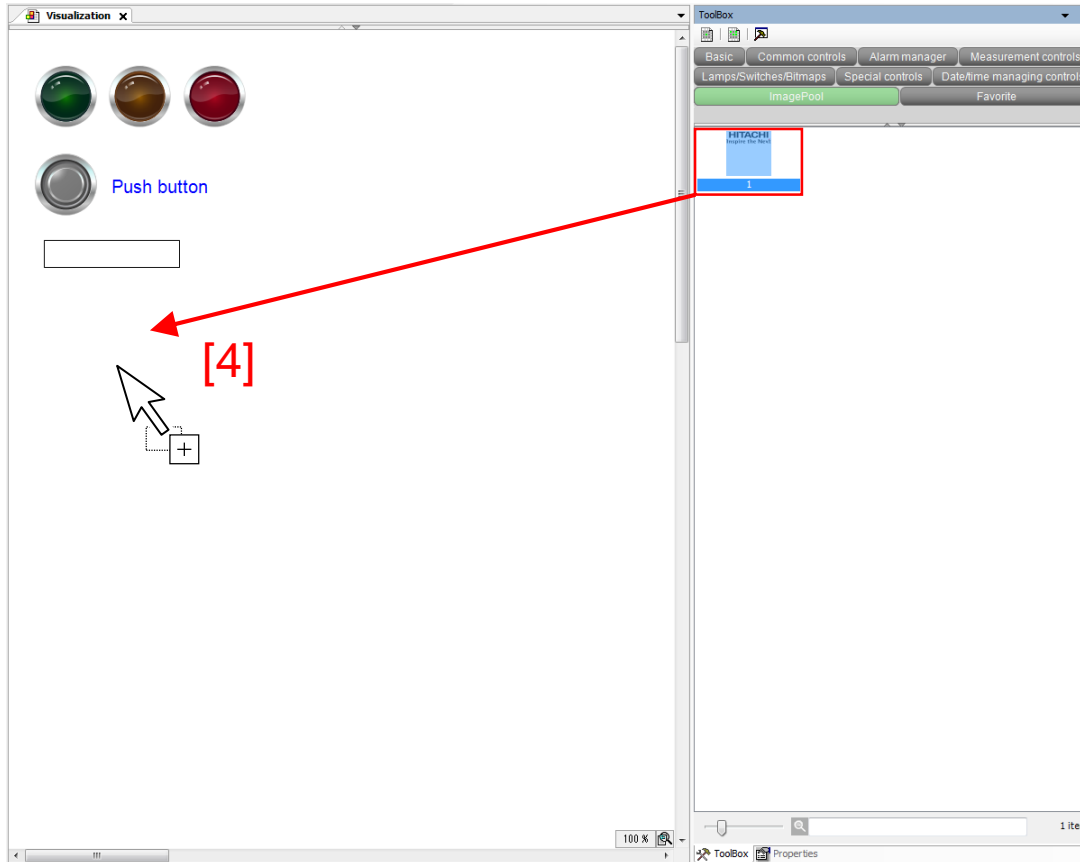 Visualization
Push button
[4]
100 %
ToolBox
Basic
Common controls
Alarm manager
Measurement controls
Lamps/Switches/Bitmaps
Special controls
Date/time managing controls
ImagePool
Favorite
HITACHI
Inspire the Next
1
1 ite
ToolBox
Properties